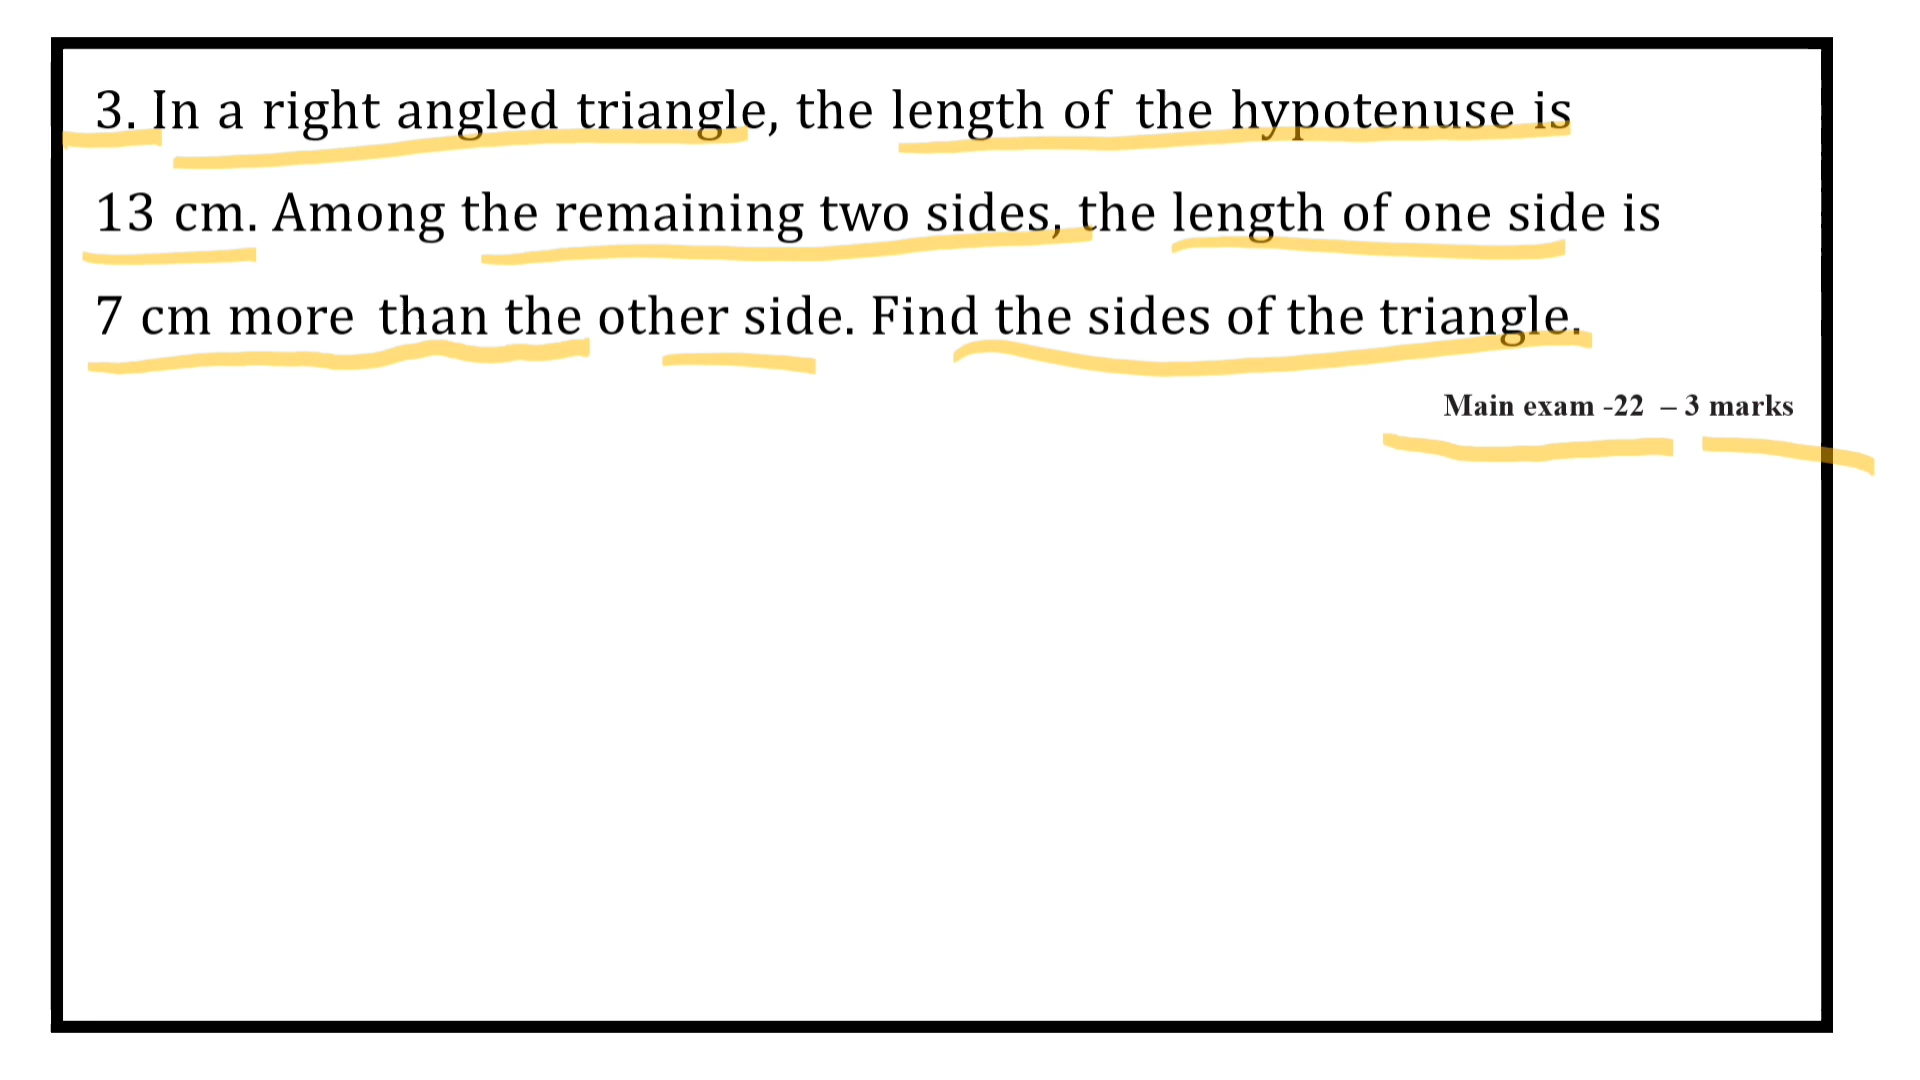 3. In a right angled triangle, the length of the hypotenuse is
13 cm. Among the remaining two sides, the length of one side is
7 cm more than the other side. Find the sides of the triangle.
Main exam -22 – 3 marks